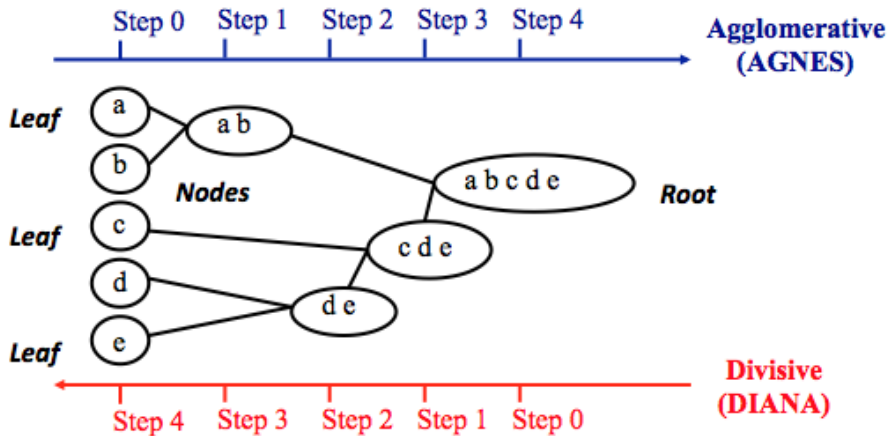 Step 0 Step 1 Step 2 Step 3 Step 4
Agglomerative
(AGNES)
Leaf
a
a b
b
Nodes
a b c d e
Root
Leaf
c
c d e
d
d e
Leaf
e
Divisive
(DIANA)
Step 4 Step 3 Step 2 Step 1 Step 0